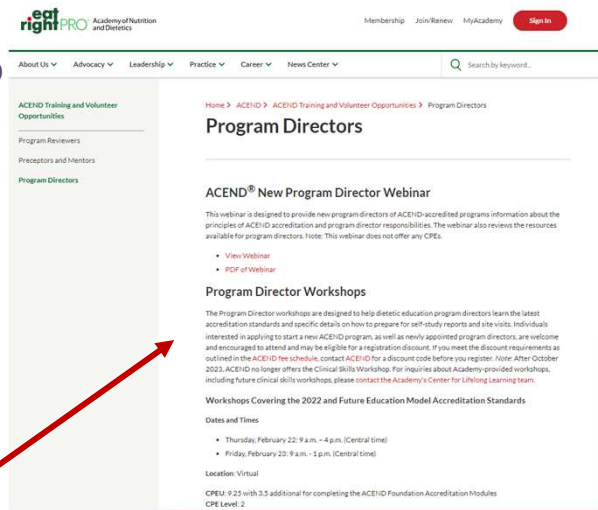 eat
right PRO Academy of Nutrition
and Dietetics
Membership Join/Renew MyAcademy Sign In
About Us Advocacy Leadership Practice Career News Center Search by keyword..
ACEND Training and Volunteer
Opportunities
Program Reviewers
Preceptors and Mentors
Program Directors
Home > ACEND > ACEND Training and Volunteer Opportunities > Program Directors
Program Directors
ACEND® New Program Director Webinar
This webinar is designed to provide new program directors of ACEND-accredited programs information about the
principles of ACEND accreditation and program director responsibilities. The webinar also reviews the resources
available for program directors. Note: This webinar does not offer any CPEs.
• View Webinar
• PDF of Webinar
Program Director Workshops
The Program Director workshops are designed to help dietetic education program directors learn the latest
accreditation standards and specific details on how to prepare for self-study reports and site visits. Individuals
interested in applying to start a new ACEND program, as well as newly appointed program directors, are welcome
and encouraged to attend and may be eligible for a registration discount. If you meet the discount requirements as
outlined in the ACEND fee schedule, contact ACEND for a discount code before you register. Note: After October
2023, ACEND no longer offers the Clinical Skills Workshop. For inquiries about Academy-provided workshops,
including future clinical skills workshops, please contact the Academy's Center for Lifelong Learning team.
Workshops Covering the 2022 and Future Education Model Accreditation Standards
Dates and Times
• Thursday, February 22: 9 a.m. – 4 p.m. (Central time)
• Friday, February 23: 9 a.m. - 1 p.m. (Central time)
Location: Virtual
CPEU: 9.25 with 3.5 additional for completing the ACEND Foundation Accreditation Modules
CPE Level: 2